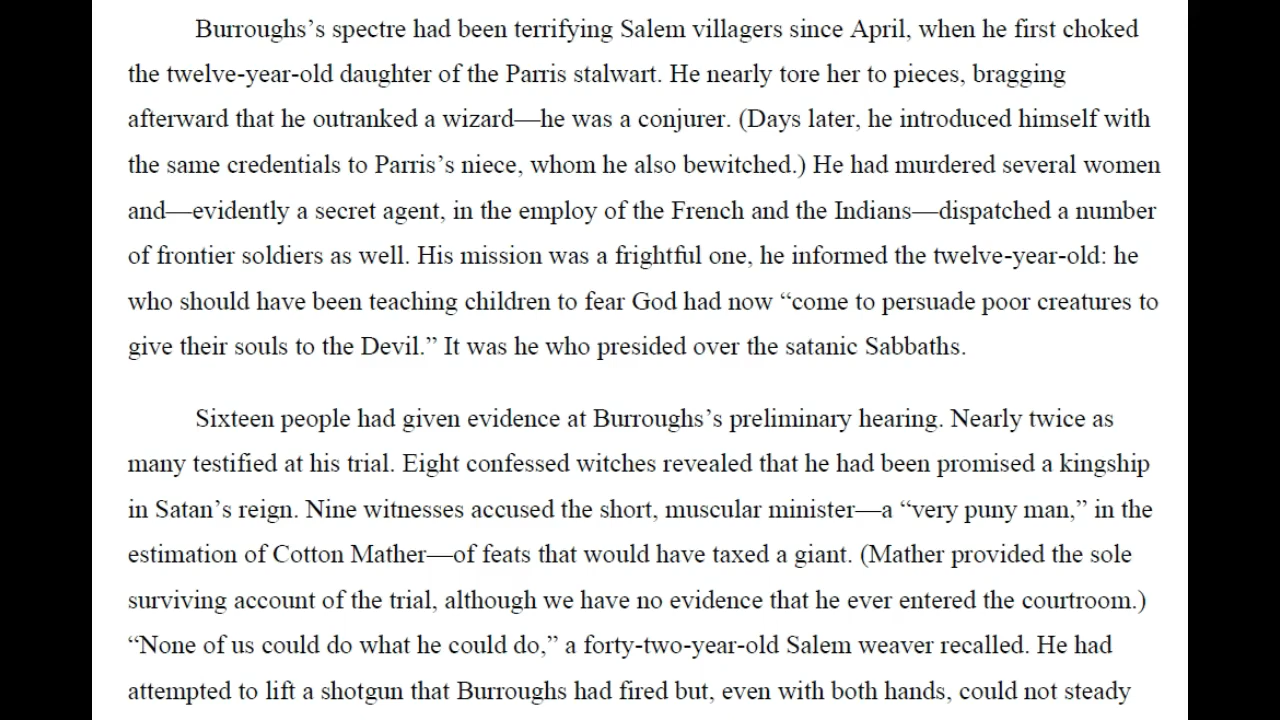 Burroughs’s spectre had been terrifying Salem villagers since April, when he first choked
the twelve-year-old daughter of the Parris stalwart. He nearly tore her to pieces, bragging
afterward that he outranked a wizard—he was a conjurer. (Days later, he introduced himself with
the same credentials to Parris’s niece, whom he also bewitched.) He had murdered several women
and—evidently a secret agent, in the employ of the French and the Indians—dispatched a number
of frontier soldiers as well. His mission was a frightful one, he informed the twelve-year-old: he
who should have been teaching children to fear God had now “come to persuade poor creatures to
give their souls to the Devil.” It was he who presided over the satanic Sabbaths.
Sixteen people had given evidence at Burroughs’s preliminary hearing. Nearly twice as
many testified at his trial. Eight confessed witches revealed that he had been promised a kingship
in Satan’s reign. Nine witnesses accused the short, muscular minister—a “very puny man,” in the
estimation of Cotton Mather—of feats that would have taxed a giant. (Mather provided the sole
surviving account of the trial, although we have no evidence that he ever entered the courtroom.)
“None of us could do what he could do,” a forty-two-year-old Salem weaver recalled. He had
attempted to lift a shotgun that Burroughs had fired but, even with both hands, could not steady